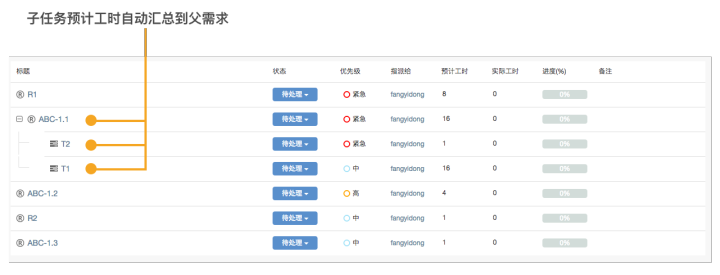 子任务预计工时自动汇总到父需求
标题 状态 优先级 指派给 预计工时 实际工时 进度(%) 备注
R R1 待处理 紧急 fangyidong 8 0 0%
R ABC-1.1 待处理 紧急 fangyidong 16 0 0%
T2 待处理 紧急 fangyidong 1 0 0%
T1 待处理 中 fangyidong 16 0 0%
R ABC-1.2 待处理 高 fangyidong 4 0 0%
R R2 待处理 中 fangyidong 1 0 0%
R ABC-1.3 待处理 中 fangyidong 1 0 0%